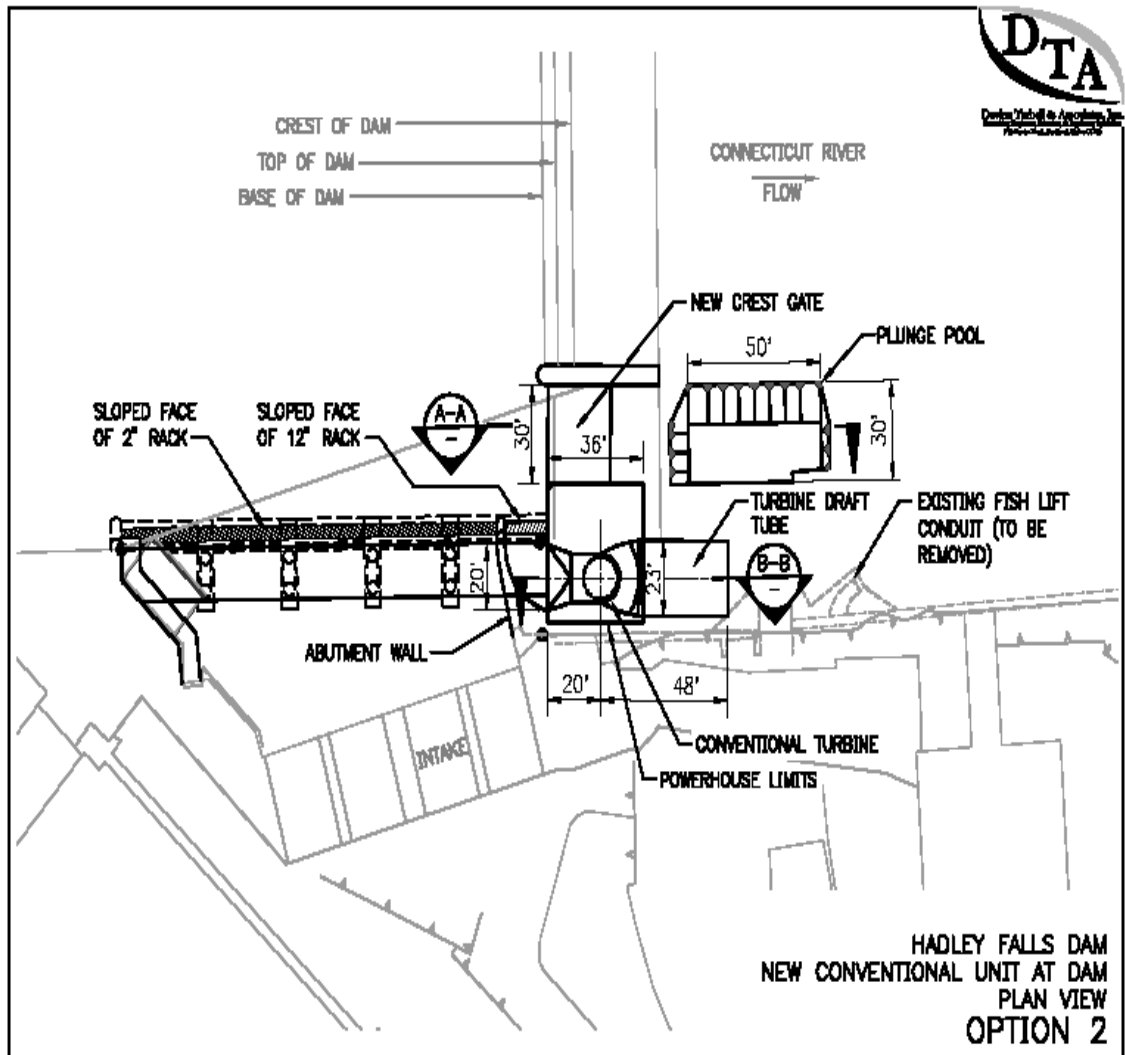 DTA
CREST OF DAM
TOP OF DAM
BASE OF DAM
CONNECTICUT RIVER
FLOW
NEW CREST GATE
PLUNGE POOL
50'
30'
SLOPED FACE
OF 2" RACK
SLOPED FACE
OF 12" RACK
A-A
-
30'
36'
TURBINE DRAFT
TUBE
EXISTING FISH LIFT
CONDUIT (TO BE
REMOVED)
B-B
-
20'
23'
ABUTMENT WALL
20'
48'
INTAKE
CONVENTIONAL TURBINE
POWERHOUSE LIMITS
HADLEY FALLS DAM
NEW CONVENTIONAL UNIT AT DAM
PLAN VIEW
OPTION 2